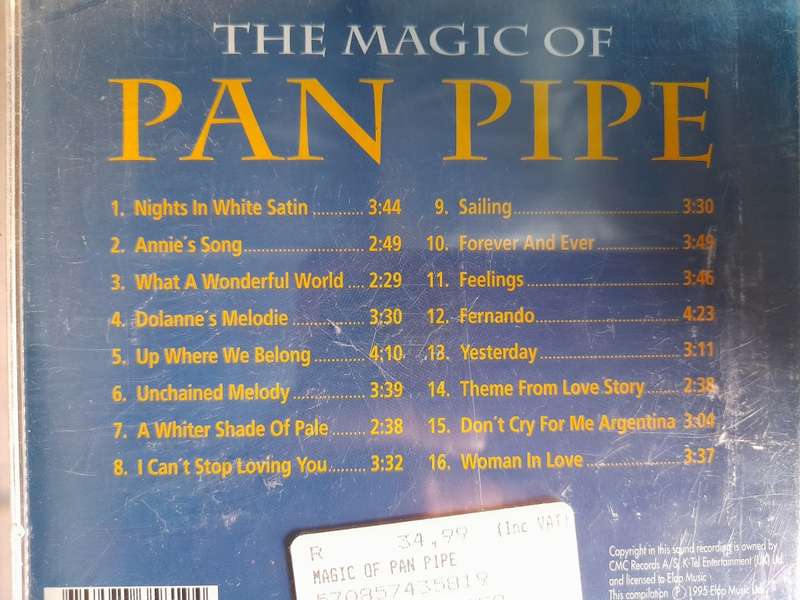 THE MAGIC OF
PAN PIPE
1. Nights In White Satin ............ 3:44
2. Annie´s Song ............................ 2:49
3. What A Wonderful World .... 2:29
4. Dolanne´s Melodie ................. 3:30
5. Up Where We Belong ............ 4:10
6. Unchained Melody ................. 3:39
7. A Whiter Shade Of Pale ........ 2:38
8. I Can´t Stop Loving You ........ 3:32
9. Sailing ..................................... 3:30
10. Forever And Ever ................... 3:49
11. Feelings ................................... 3:46
12. Fernando ................................. 4:23
13. Yesterday ................................ 3:11
14. Theme From Love Story ....... 2:38
15. Don´t Cry For Me Argentina 3:04
16. Woman In Love ..................... 3:37
R 34,99 (Inc VAT)
MAGIC OF PAN PIPE
570857435819
Copyright in this sound recording is owned by
CMC Records A/S, K-Tel Entertainment (UK) Ltd
and licensed to Elap Music
This compilation ℗ 1995 Elap Music Ltd